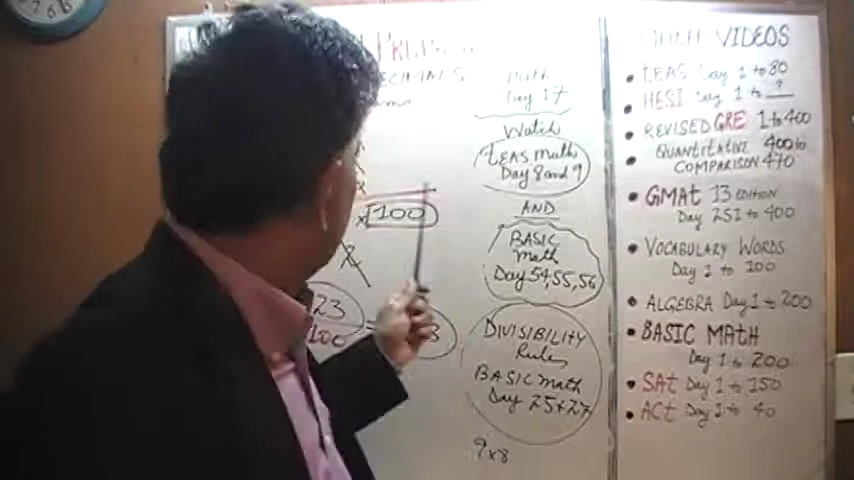 DECIMALS
100
23
100
Math
Day 17
Watch
TEAS Math
Day 8 and 9
AND
BASIC
Math
Day 54,55,56
DIVISIBILITY
Rules
BASIC Math
Day 25+27
9x8
MATH VIDEOS
TEAS Day 1 to 80
HESI Day 1 to ?
REVISED GRE 1 to 400
QUANTITATIVE 400 to
COMPARISON 470
GMAT 13 EDITION
Day 251 to 400
VOCABULARY WORDS
Day 1 to 100
ALGEBRA Day 1 to 200
BASIC MATH
Day 1 to 200
SAT Day 1 to 150
ACT Day 1 to 40